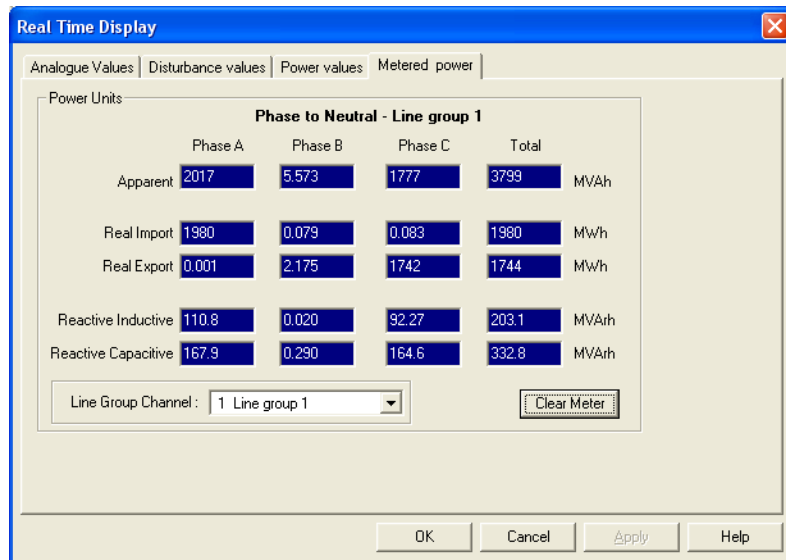 Real Time Display
Analogue Values Disturbance values Power values Metered power
Power Units
Phase to Neutral - Line group 1
Phase A Phase B Phase C Total
Apparent 2017 5.573 1777 3799 MVAh
Real Import 1980 0.079 0.083 1980 MWh
Real Export 0.001 2.175 1742 1744 MWh
Reactive Inductive 110.8 0.020 92.27 203.1 MVArh
Reactive Capacitive 167.9 0.290 164.6 332.8 MVArh
Line Group Channel : 1 Line group 1 Clear Meter
OK Cancel Apply Help